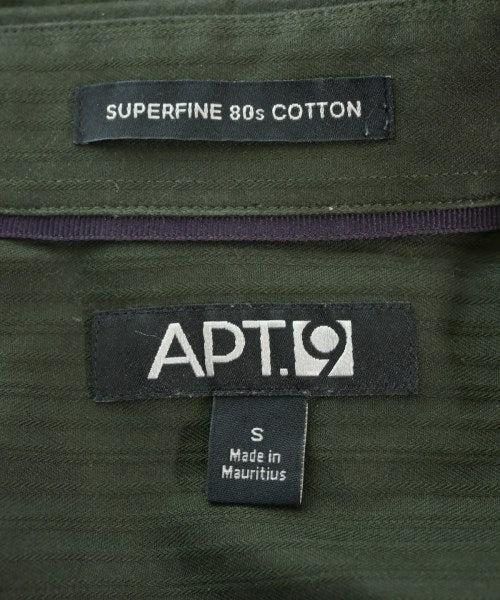 SUPERFINE 80s COTTON
APT.9
S
Made in
Mauritius